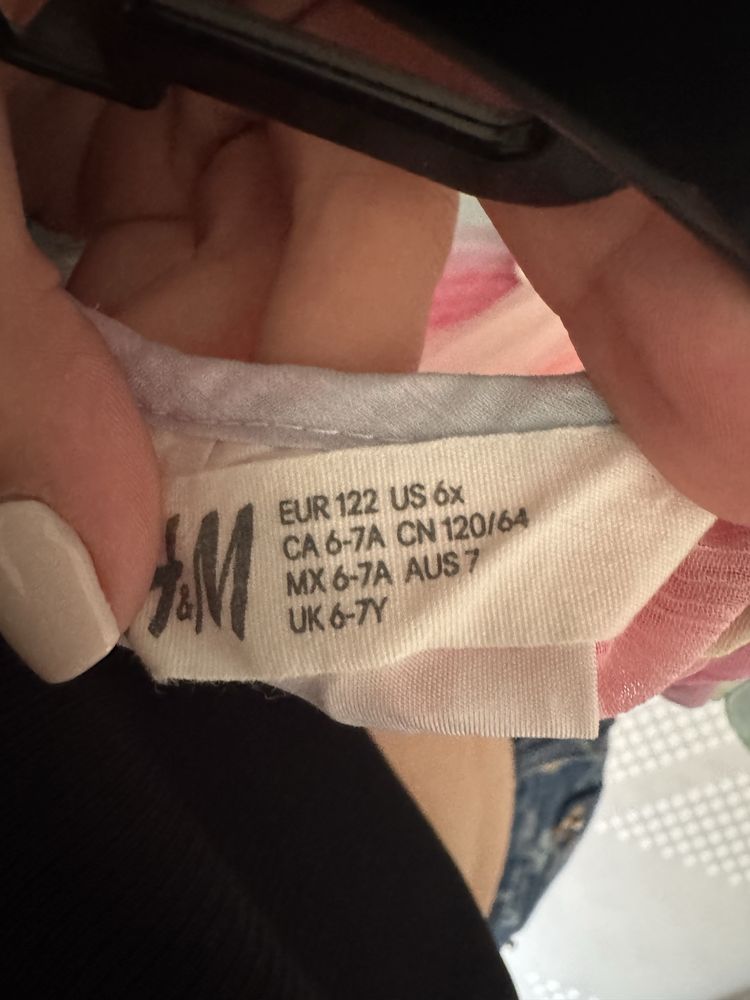 H&M
EUR 122 US 6x
CA 6-7A CN 120/64
MX 6-7A AUS 7
UK 6-7Y